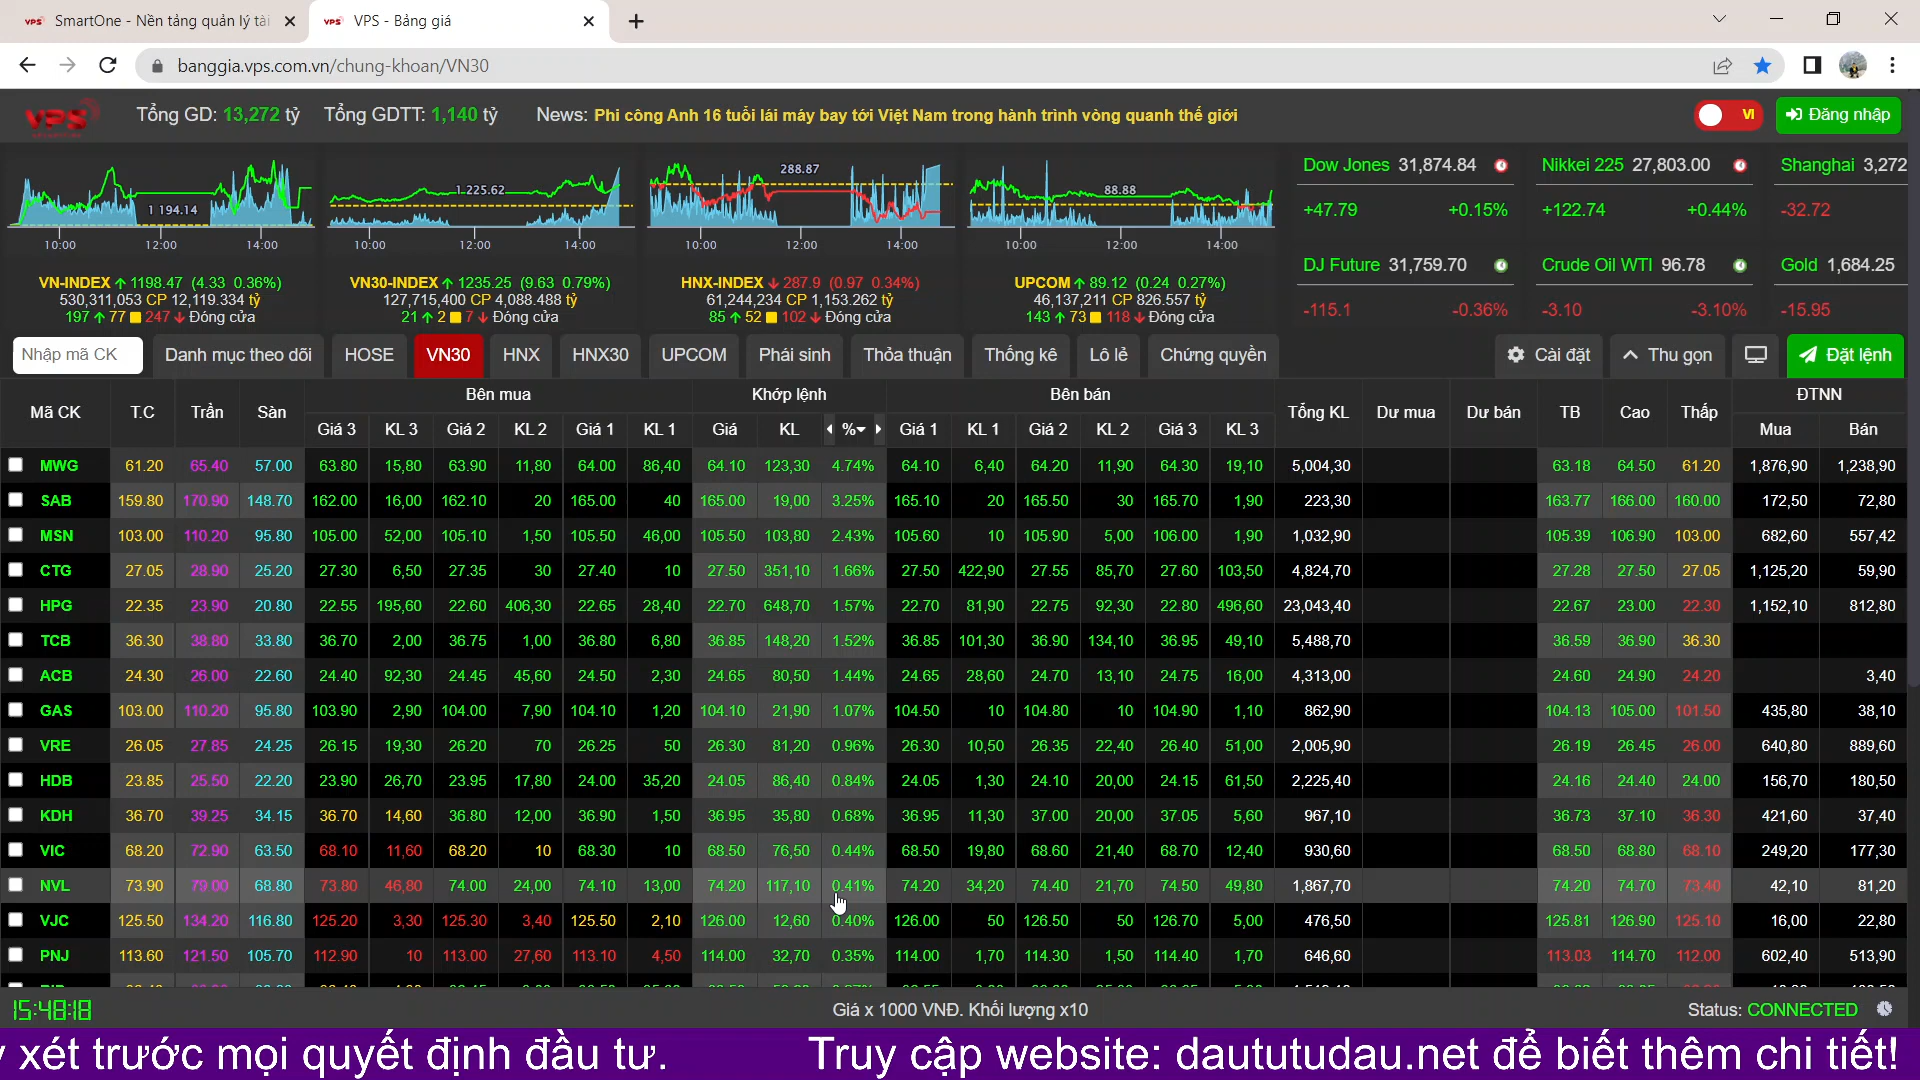 SmartOne - Nền tảng quản lý tài
VPS - Bảng giá
banggia.vps.com.vn/chung-khoan/VN30
VPS
Tổng GD: 13,272 tỷ Tổng GDTT: 1,140 tỷ News: Phi công Anh 16 tuổi lái máy bay tới Việt Nam trong hành trình vòng quanh thế giới VI Đăng nhập
1 194.14
10:00 12:00 14:00
VN-INDEX 1198.47 (4.33 0.36%)
530,311,053 CP 12,119.334 tỷ
197 77 247 Đóng cửa
1 225.62
10:00 12:00 14:00
VN30-INDEX 1235.25 (9.63 0.79%)
127,715,400 CP 4,088.488 tỷ
21 2 7 Đóng cửa
288.87
10:00 12:00 14:00
HNX-INDEX 287.9 (0.97 0.34%)
61,244,234 CP 1,153.262 tỷ
85 52 102 Đóng cửa
88.88
10:00 12:00 14:00
UPCOM 89.12 (0.24 0.27%)
46,137,211 CP 826.557 tỷ
143 73 118 Đóng cửa
Dow Jones 31,874.84 Nikkei 225 27,803.00 Shanghai 3,272
+47.79 +0.15% +122.74 +0.44% -32.72
DJ Future 31,759.70 Crude Oil WTI 96.78 Gold 1,684.25
-115.1 -0.36% -3.10 -3.10% -15.95
Nhập mã CK Danh mục theo dõi HOSE VN30 HNX HNX30 UPCOM Phái sinh Thỏa thuận Thống kê Lô lẻ Chứng quyền Cài đặt Thu gọn Đặt lệnh
Mã CK T.C Trần Sàn Bên mua Khớp lệnh Bên bán Tổng KL Dư mua Dư bán TB Cao Thấp ĐTNN
Giá 3 KL 3 Giá 2 KL 2 Giá 1 KL 1 Giá KL % Giá 1 KL 1 Giá 2 KL 2 Giá 3 KL 3 Mua Bán
MWG 61.20 65.40 57.00 63.80 15,80 63.90 11,80 64.00 86,40 64.10 123,30 4.74% 64.10 6,40 64.20 11,90 64.30 19,10 5,004,30 63.18 64.50 61.20 1,876,90 1,238,90
SAB 159.80 170.90 148.70 162.00 16,00 162.10 20 165.00 40 165.00 19,00 3.25% 165.10 20 165.50 30 165.70 1,90 223,30 163.77 166.00 160.00 172,50 72,80
MSN 103.00 110.20 95.80 105.00 52,00 105.10 1,50 105.50 46,00 105.50 103,80 2.43% 105.60 10 105.90 5,00 106.00 1,90 1,032,90 105.39 106.90 103.00 682,60 557,42
CTG 27.05 28.90 25.20 27.30 6,50 27.35 30 27.40 10 27.50 351,10 1.66% 27.50 422,90 27.55 85,70 27.60 103,50 4,824,70 27.28 27.50 27.05 1,125,20 59,90
HPG 22.35 23.90 20.80 22.55 195,60 22.60 406,30 22.65 28,40 22.70 648,70 1.57% 22.70 81,90 22.75 92,30 22.80 496,60 23,043,40 22.67 23.00 22.30 1,152,10 812,80
TCB 36.30 38.80 33.80 36.70 2,00 36.75 1,00 36.80 6,80 36.85 148,20 1.52% 36.85 101,30 36.90 134,10 36.95 49,10 5,488,70 36.59 36.90 36.30
ACB 24.30 26.00 22.60 24.40 92,30 24.45 45,60 24.50 2,30 24.65 80,50 1.44% 24.65 28,60 24.70 13,10 24.75 16,00 4,313,00 24.60 24.90 24.20 3,40
GAS 103.00 110.20 95.80 103.90 2,90 104.00 7,90 104.10 1,20 104.10 21,90 1.07% 104.50 10 104.80 10 104.90 1,10 862,90 104.13 105.00 101.50 435,80 38,10
VRE 26.05 27.85 24.25 26.15 19,30 26.20 70 26.25 50 26.30 81,20 0.96% 26.30 10,50 26.35 22,40 26.40 51,00 2,005,90 26.19 26.45 26.00 640,80 889,60
HDB 23.85 25.50 22.20 23.90 26,70 23.95 17,80 24.00 35,20 24.05 86,40 0.84% 24.05 1,30 24.10 20,00 24.15 61,50 2,225,40 24.16 24.40 24.00 156,70 180,50
KDH 36.70 39.25 34.15 36.70 14,60 36.80 12,00 36.90 1,50 36.95 35,80 0.68% 36.95 11,30 37.00 20,00 37.05 5,60 967,10 36.73 37.10 36.30 421,60 37,40
VIC 68.20 72.90 63.50 68.10 11,60 68.20 10 68.30 10 68.50 76,50 0.44% 68.50 19,80 68.60 21,40 68.70 12,40 930,60 68.50 68.80 68.10 249,20 177,30
NVL 73.90 79.00 68.80 73.80 46,80 74.00 24,00 74.10 13,00 74.20 117,10 0.41% 74.20 34,20 74.40 21,70 74.50 49,80 1,867,70 74.20 74.70 73.40 42,10 81,20
VJC 125.50 134.20 116.80 125.20 3,30 125.30 3,40 125.50 2,10 126.00 12,60 0.40% 126.00 50 126.50 50 126.70 5,00 476,50 125.81 126.90 125.10 16,00 22,80
PNJ 113.60 121.50 105.70 112.90 10 113.00 27,60 113.10 4,50 114.00 32,70 0.35% 114.00 1,70 114.30 1,50 114.40 1,70 646,60 113.03 114.70 112.00 602,40 513,90
15:48:18 Giá x 1000 VNĐ. Khối lượng x10 Status: CONNECTED
xét trước mọi quyết định đầu tư. Truy cập website: daututudau.net để biết thêm chi tiết!